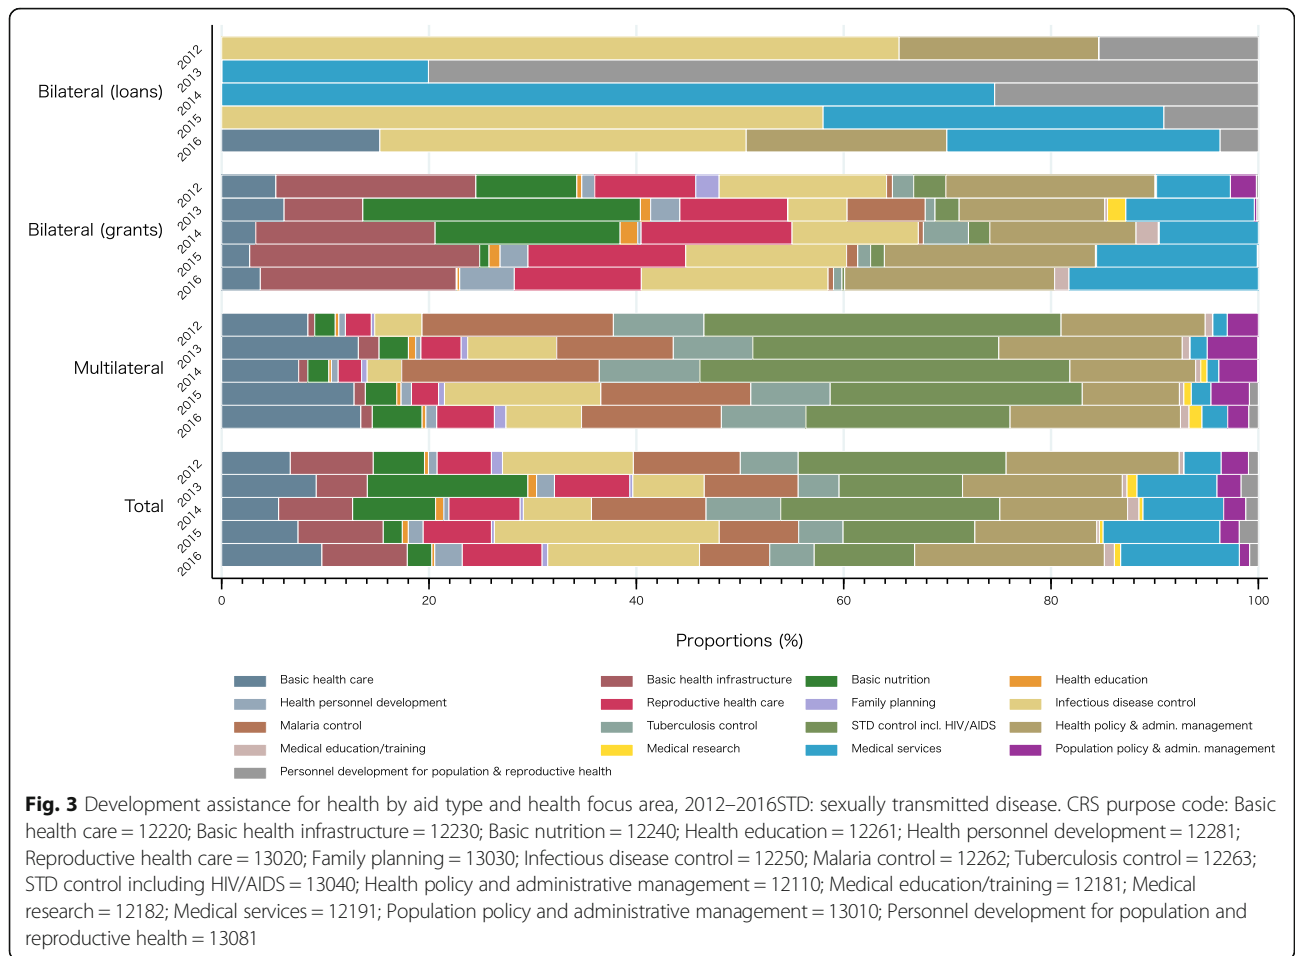 Bilateral (loans)
2012
2013
2014
2015
2016
Bilateral (grants)
2012
2013
2014
2015
2016
Multilateral
2012
2013
2014
2015
2016
Total
2012
2013
2014
2015
2016
0 20 40 60 80 100
Proportions (%)
Basic health care Basic health infrastructure Basic nutrition Health education
Health personnel development Reproductive health care Family planning Infectious disease control
Malaria control Tuberculosis control STD control incl. HIV/AIDS Health policy & admin. management
Medical education/training Medical research Medical services Population policy & admin. management
Personnel development for population & reproductive health
Fig. 3 Development assistance for health by aid type and health focus area, 2012–2016STD: sexually transmitted disease. CRS purpose code: Basic
health care = 12220; Basic health infrastructure = 12230; Basic nutrition = 12240; Health education = 12261; Health personnel development = 12281;
Reproductive health care = 13020; Family planning = 13030; Infectious disease control = 12250; Malaria control = 12262; Tuberculosis control = 12263;
STD control including HIV/AIDS = 13040; Health policy and administrative management = 12110; Medical education/training = 12181; Medical
research = 12182; Medical services = 12191; Population policy and administrative management = 13010; Personnel development for population and
reproductive health = 13081